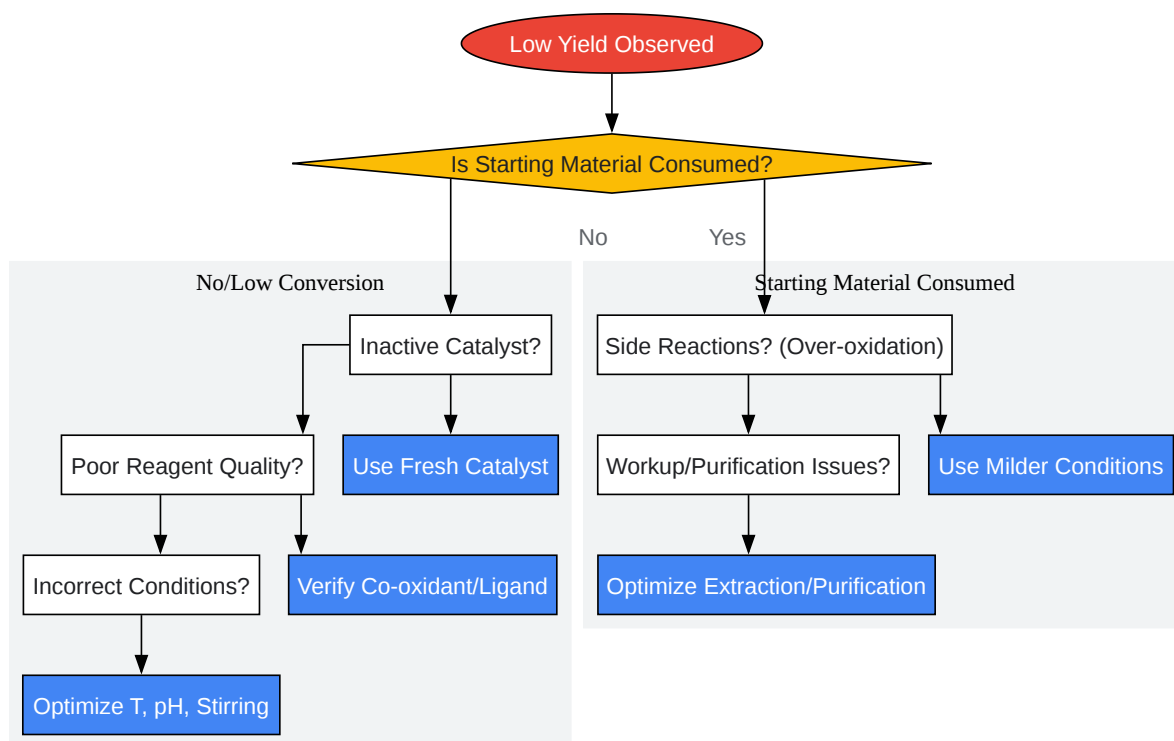 Low Yield Observed
Is Starting Material Consumed?
No
Yes
No/Low Conversion
Starting Material Consumed
Inactive Catalyst?
Side Reactions? (Over-oxidation)
Poor Reagent Quality?
Use Fresh Catalyst
Workup/Purification Issues?
Use Milder Conditions
Incorrect Conditions?
Verify Co-oxidant/Ligand
Optimize Extraction/Purification
Optimize T, pH, Stirring